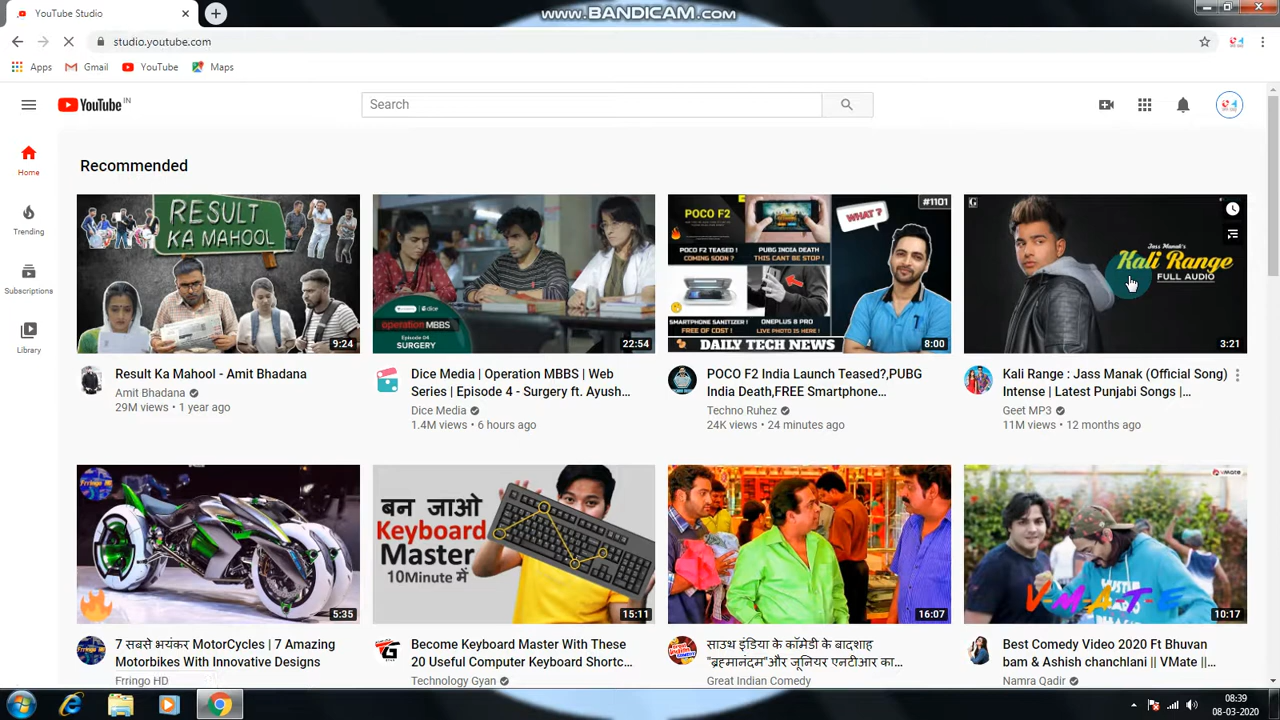 YouTube Studio
www.BANDICAM.com
studio.youtube.com
Apps
Gmail
YouTube
Maps
YouTube IN
Search
Home
Trending
Subscriptions
Library
Recommended
RESULT
KA MAHOOL
9:24
Result Ka Mahool - Amit Bhadana
Amit Bhadana
29M views • 1 year ago
dice
operation MBBS
Episode 04
SURGERY
22:54
Dice Media | Operation MBBS | Web
Series | Episode 4 - Surgery ft. Ayush...
Dice Media
1.4M views • 6 hours ago
#1101
POCO F2
WHAT ?
POCO F2 TEASED !
COMING SOON ?
PUBG INDIA DEATH
THIS CANT BE STOP !
SMARTPHONE SANITIZER !
FREE OF COST !
ONEPLUS 8 PRO
LIVE PHOTO IS HERE !
DAILY TECH NEWS
8:00
POCO F2 India Launch Teased?,PUBG
India Death,FREE Smartphone...
Techno Ruhez
24K views • 24 minutes ago
G
Jass Manak's
Kali Range
FULL AUDIO
3:21
Kali Range : Jass Manak (Official Song)
Intense | Latest Punjabi Songs |...
Geet MP3
11M views • 12 months ago
Frringo HD
5:35
7 सबसे भयंकर MotorCycles | 7 Amazing
Motorbikes With Innovative Designs
Frringo HD
बन जाओ
Keyboard
Master
10Minute में
15:11
Become Keyboard Master With These
20 Useful Computer Keyboard Shortc...
Technology Gyan
16:07
साउथ इंडिया के कॉमेडी के बादशाह
"ब्रह्मानंदम"और जूनियर एनटीआर का...
Great Indian Comedy
VMate
V-M-A-T-E
10:17
Best Comedy Video 2020 Ft Bhuvan
bam & Ashish chanchlani || VMate ||...
Namra Qadir
08:39
08-03-2020